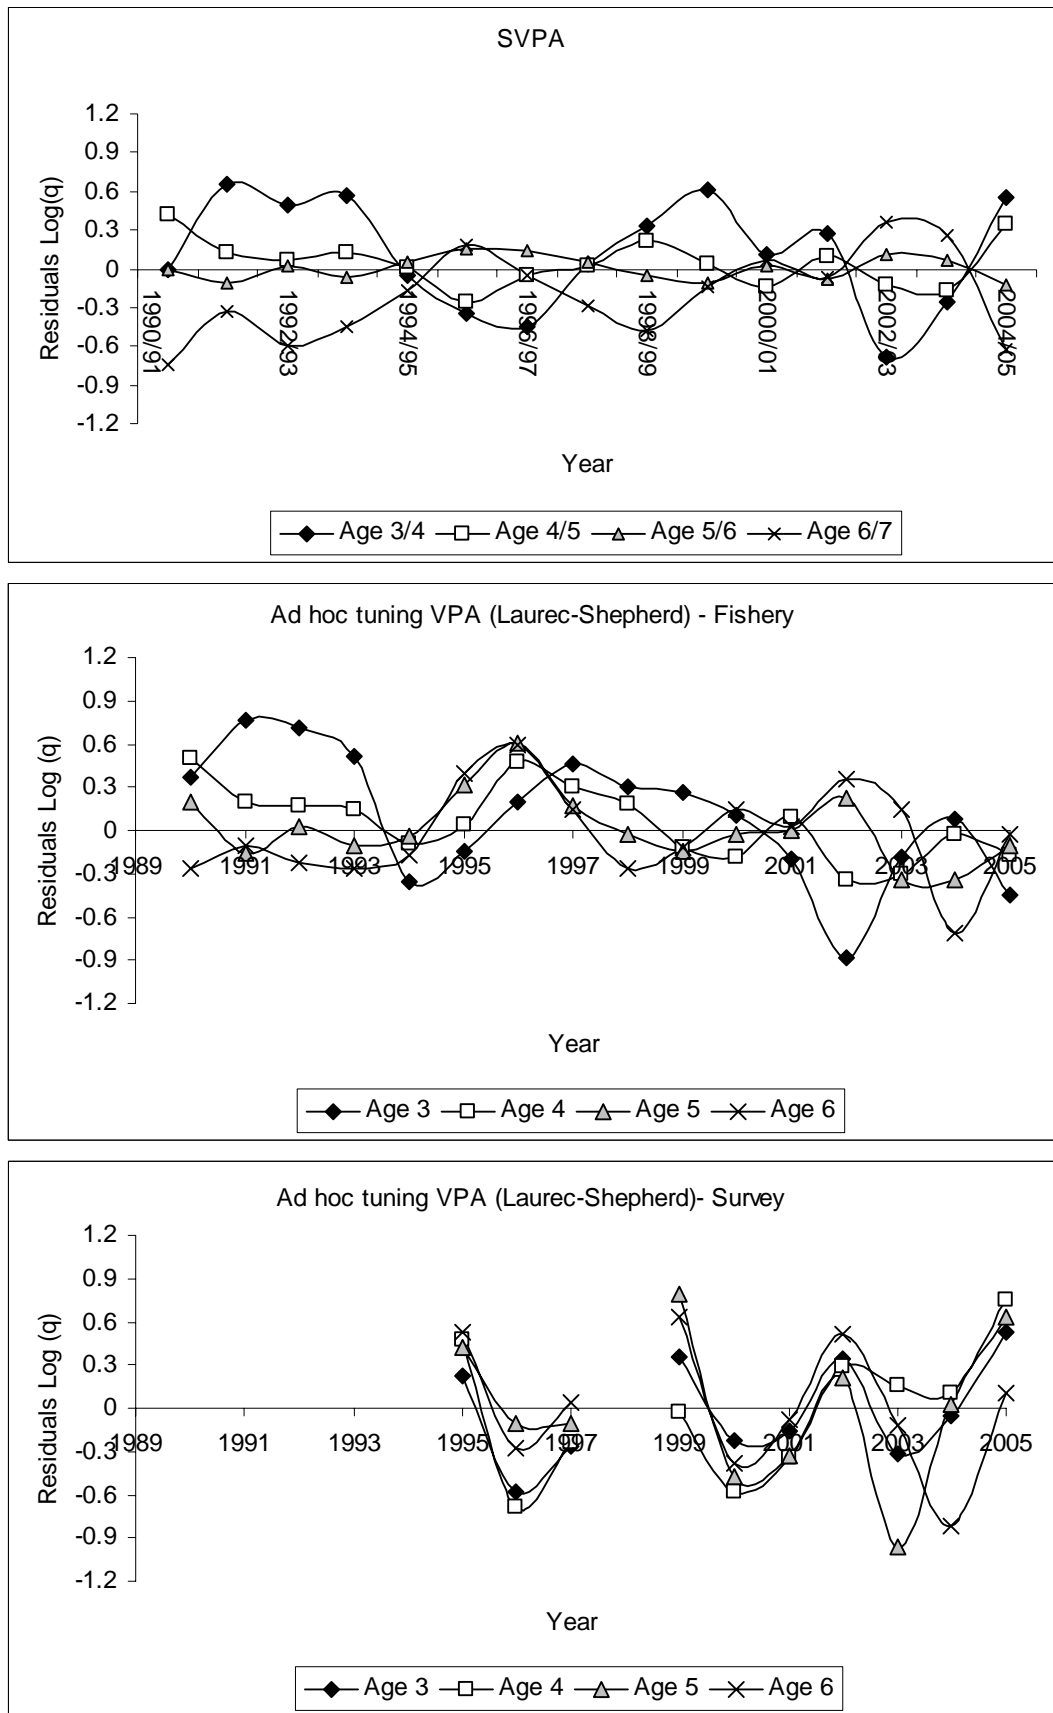 SVPA
1.2
0.9
0.6
0.3
0
-0.3
-0.6
-0.9
-1.2
Residuals Log(q)
1990/91
1992/93
1994/95
1996/97
1998/99
2000/01
2002/03
2004/05
Year
Age 3/4 Age 4/5 Age 5/6 Age 6/7
Ad hoc tuning VPA (Laurec-Shepherd) - Fishery
1.2
0.9
0.6
0.3
0
-0.3
-0.6
-0.9
-1.2
Residuals Log (q)
1989 1991 1993 1995 1997 1999 2001 2003 2005
Year
Age 3 Age 4 Age 5 Age 6
Ad hoc tuning VPA (Laurec-Shepherd)- Survey
1.2
0.9
0.6
0.3
0
-0.3
-0.6
-0.9
-1.2
Residuals Log (q)
1989 1991 1993 1995 1997 1999 2001 2003 2005
Year
Age 3 Age 4 Age 5 Age 6